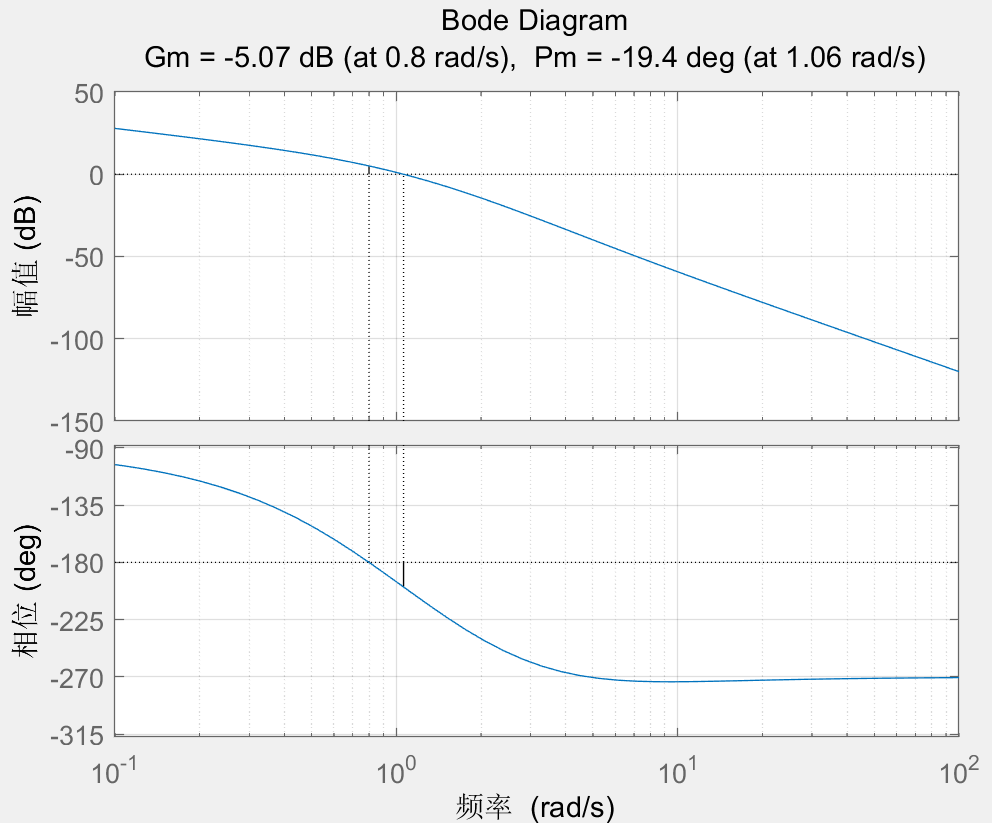 Bode Diagram
Gm = -5.07 dB (at 0.8 rad/s),  Pm = -19.4 deg (at 1.06 rad/s)
50
0
-50
-100
-150
幅值 (dB)
-90
-135
-180
-225
-270
-315
相位 (deg)
10^-1 10^0 10^1 10^2
频率  (rad/s)